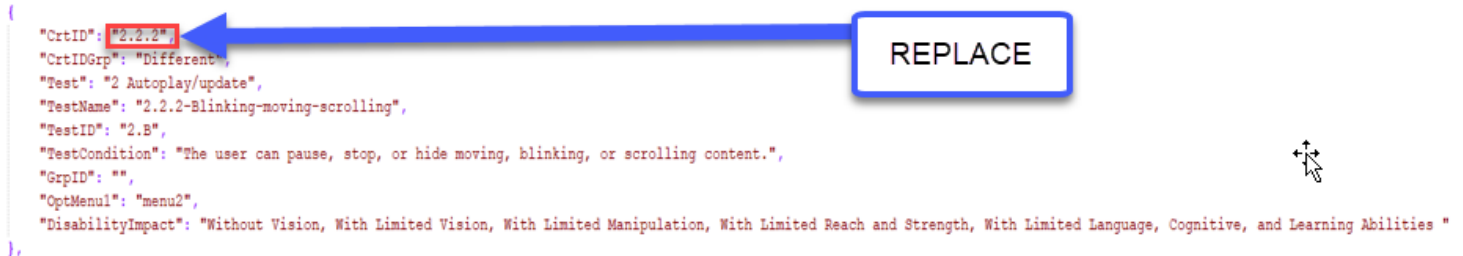 {
"CrtID": "2.2.2",
"CrtIDGrp": "Different",
"Test": "2 Autoplay/update",
"TestName": "2.2.2-Blinking-moving-scrolling",
"TestID": "2.B",
"TestCondition": "The user can pause, stop, or hide moving, blinking, or scrolling content.",
"GrpID": "",
"OptMenu1": "menu2",
"DisabilityImpact": "Without Vision, With Limited Vision, With Limited Manipulation, With Limited Reach and Strength, With Limited Language, Cognitive, and Learning Abilities "
},
REPLACE